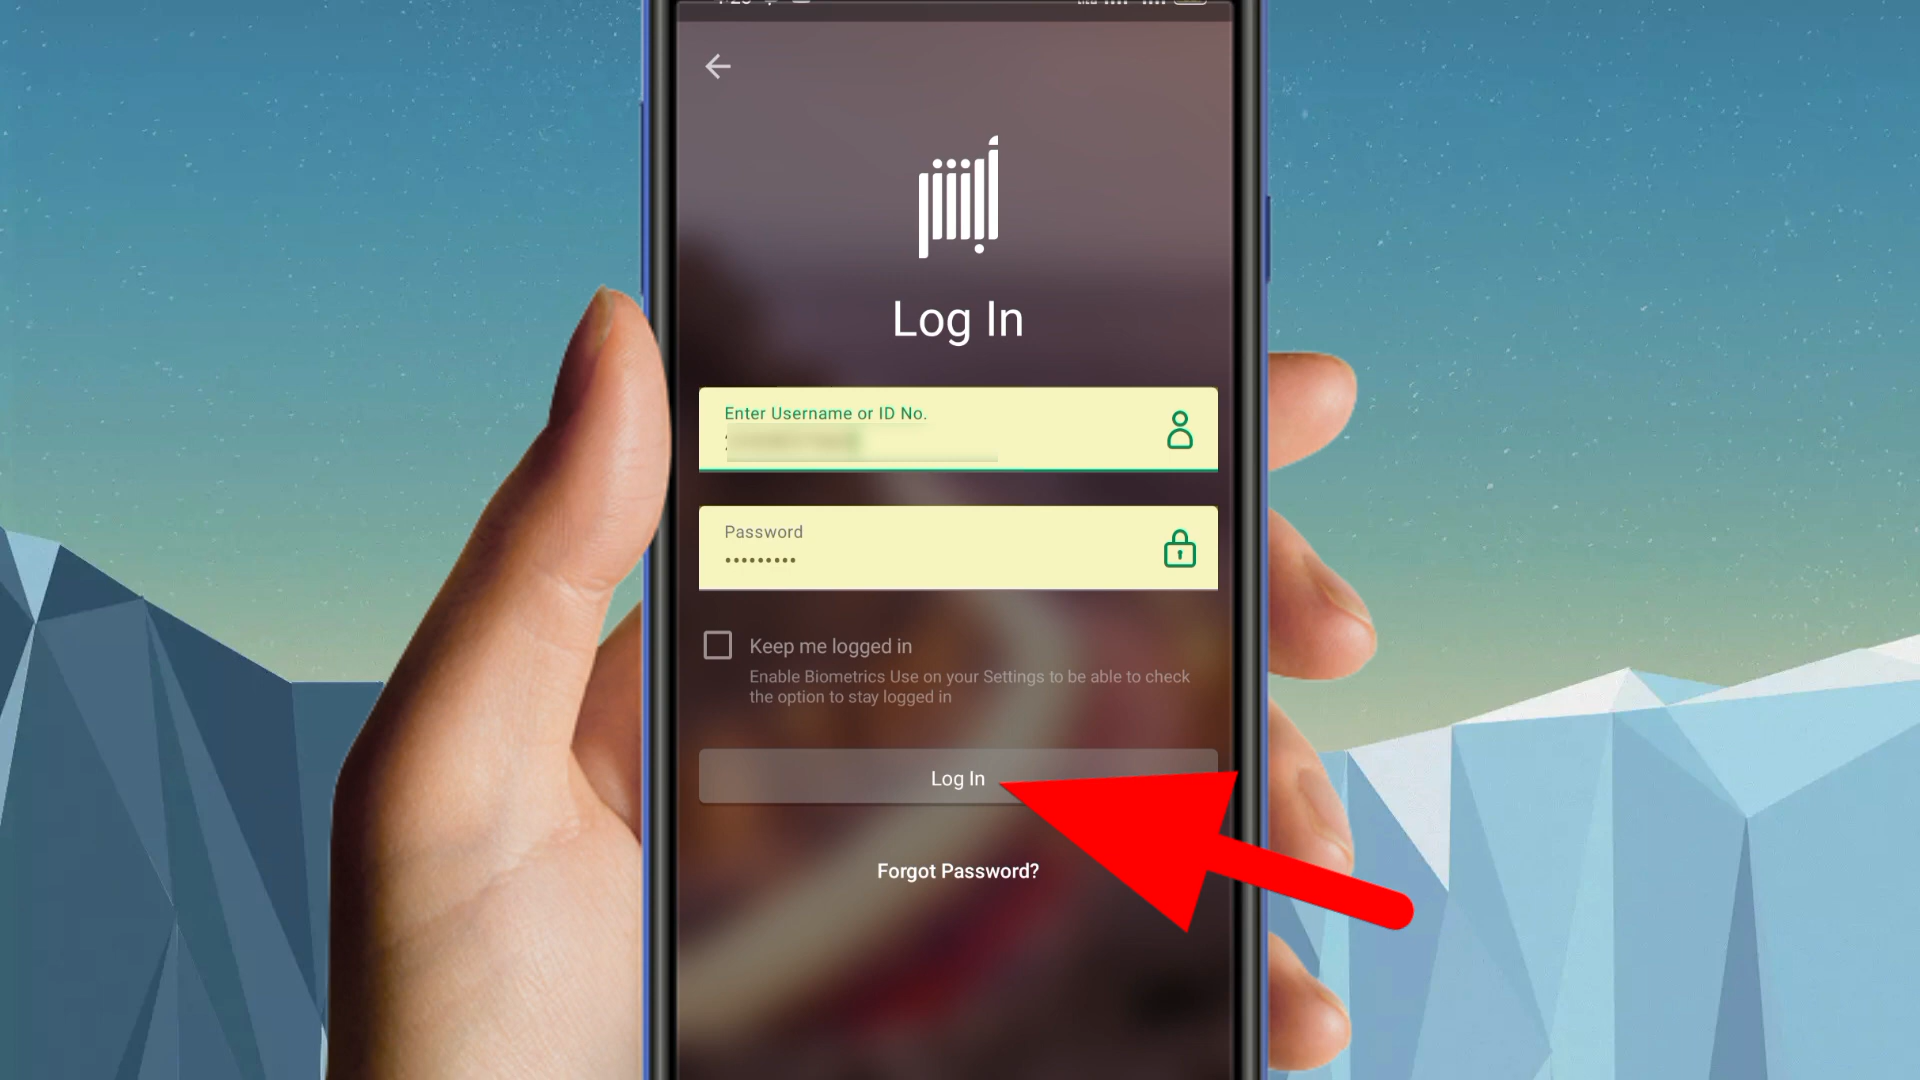 Log In
Enter Username or ID No.
Password
Keep me logged in
Enable Biometrics Use on your Settings to be able to check
the option to stay logged in
Log In
Forgot Password?